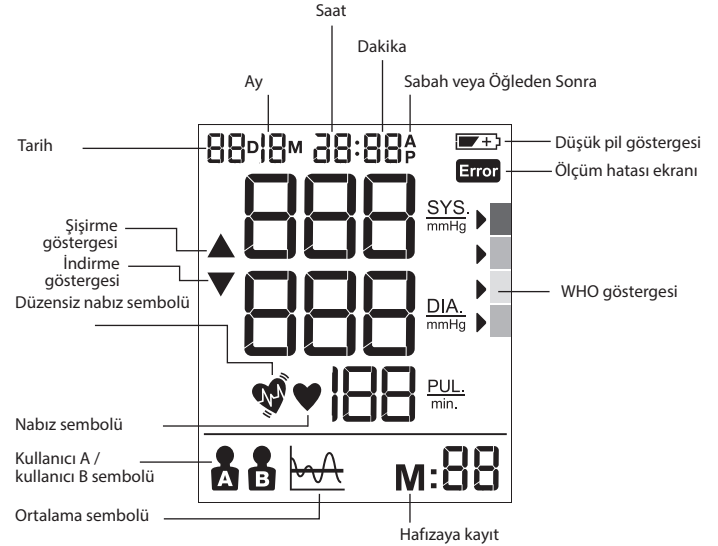 Saat
Dakika
Ay
Sabah veya Öğleden Sonra
Tarih
88D18M 28:88 A
P
Düşük pil göstergesi
Error
Ölçüm hatası ekranı
888
SYS.
mmHg
Şişirme
göstergesi
İndirme
göstergesi
888
DIA.
mmHg
WHO göstergesi
Düzensiz nabız sembolü
188
PUL.
min.
Nabız sembolü
Kullanıcı A /
kullanıcı B sembolü
A B
M:88
Ortalama sembolü
Hafızaya kayıt